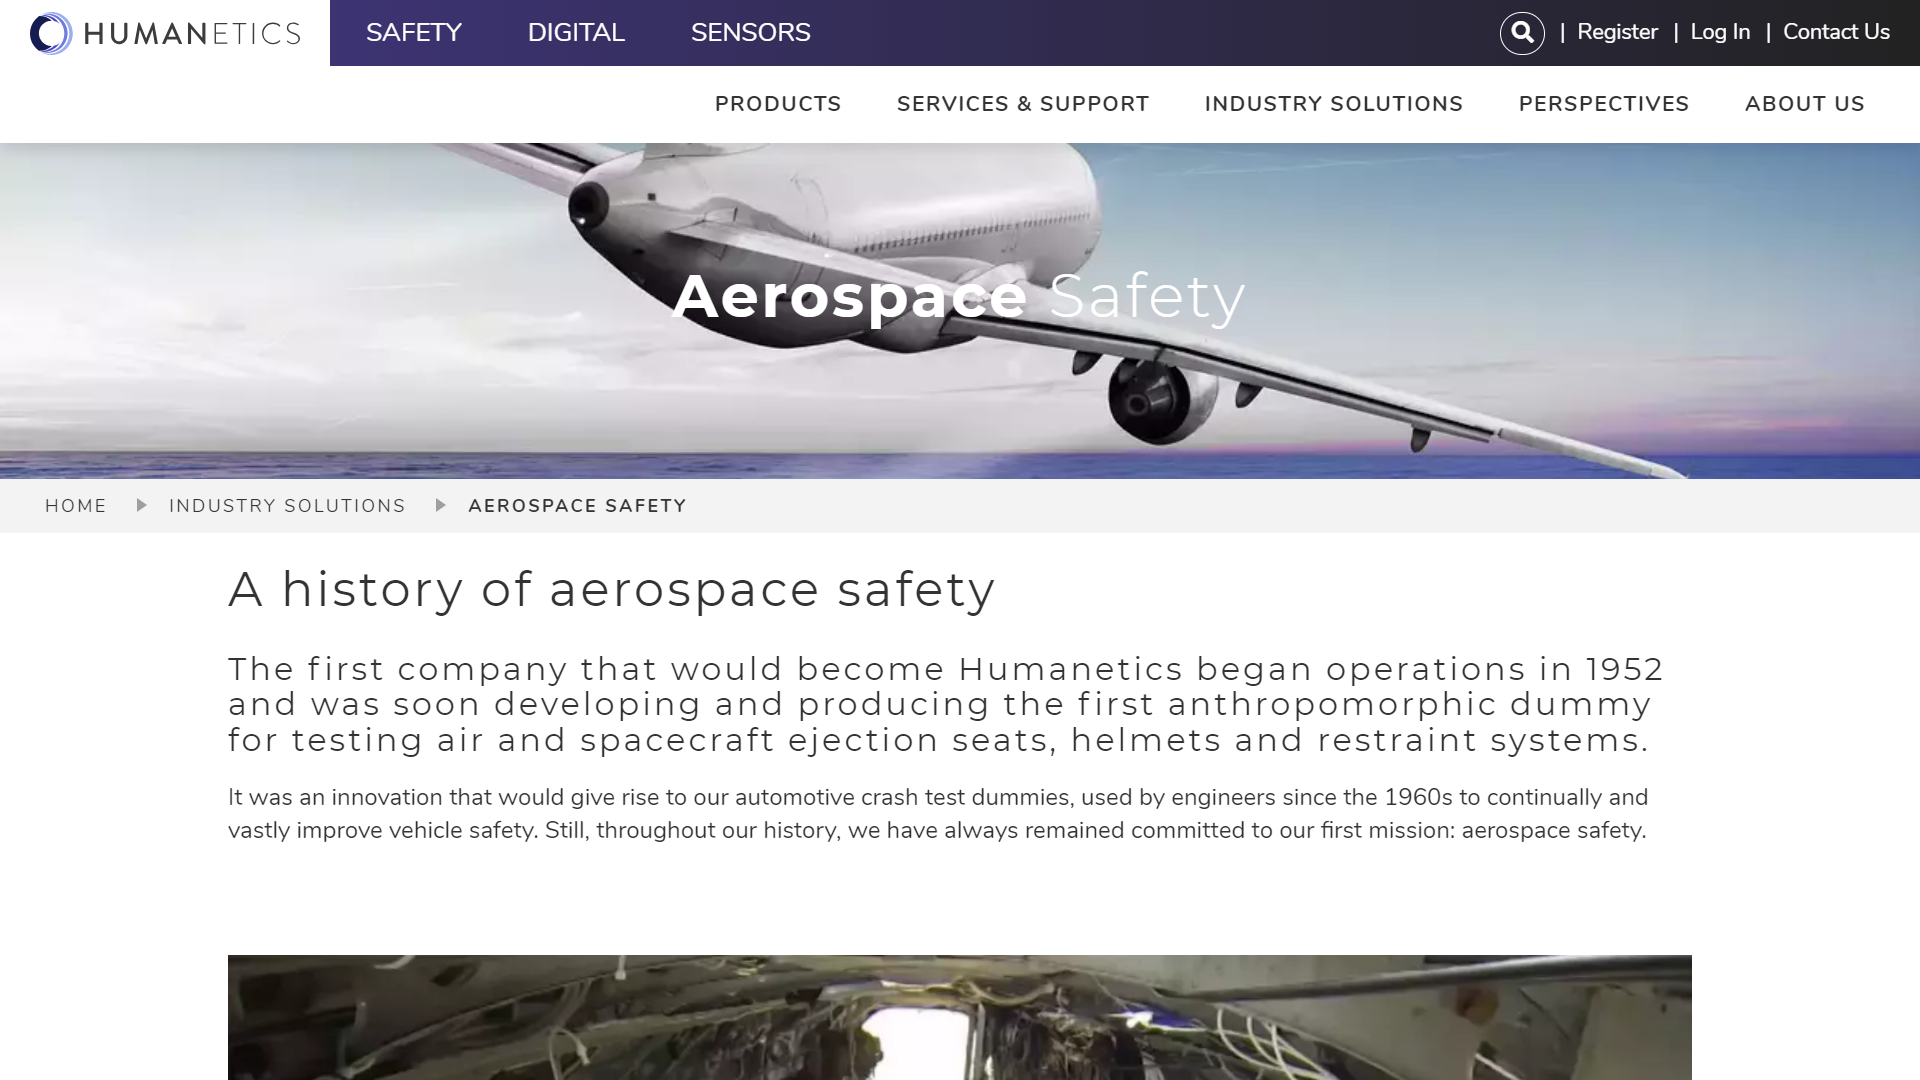 HUMANETICS
SAFETY DIGITAL SENSORS
| Register | Log In | Contact Us
PRODUCTS SERVICES & SUPPORT INDUSTRY SOLUTIONS PERSPECTIVES ABOUT US
Aerospace Safety
HOME INDUSTRY SOLUTIONS AEROSPACE SAFETY
A history of aerospace safety
The first company that would become Humanetics began operations in 1952
and was soon developing and producing the first anthropomorphic dummy
for testing air and spacecraft ejection seats, helmets and restraint systems.
It was an innovation that would give rise to our automotive crash test dummies, used by engineers since the 1960s to continually and
vastly improve vehicle safety. Still, throughout our history, we have always remained committed to our first mission: aerospace safety.